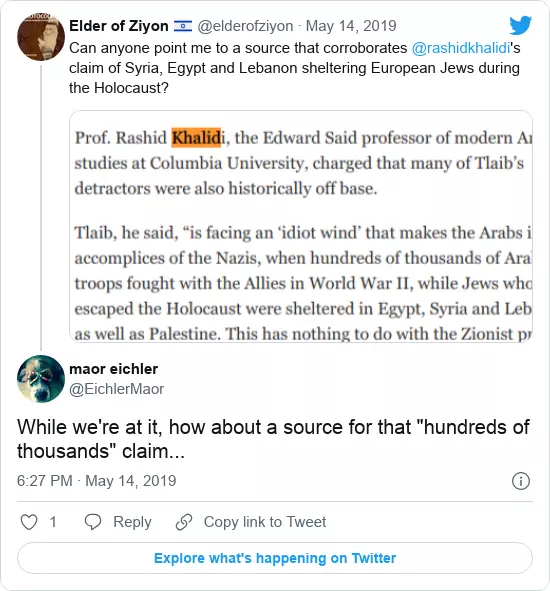 Elder of Ziyon 🇮🇱 @elderofziyon · May 14, 2019
Can anyone point me to a source that corroborates @rashidkhalidi's
claim of Syria, Egypt and Lebanon sheltering European Jews during
the Holocaust?
Prof. Rashid Khalidi, the Edward Said professor of modern A
studies at Columbia University, charged that many of Tlaib's
detractors were also historically off base.
Tlaib, he said, “is facing an ‘idiot wind’ that makes the Arabs i
accomplices of the Nazis, when hundreds of thousands of Ara
troops fought with the Allies in World War II, while Jews who
escaped the Holocaust were sheltered in Egypt, Syria and Leb
as well as Palestine. This has nothing to do with the Zionist pr
maor eichler
@EichlerMaor
While we're at it, how about a source for that "hundreds of
thousands" claim...
6:27 PM · May 14, 2019
1 Reply Copy link to Tweet
Explore what's happening on Twitter